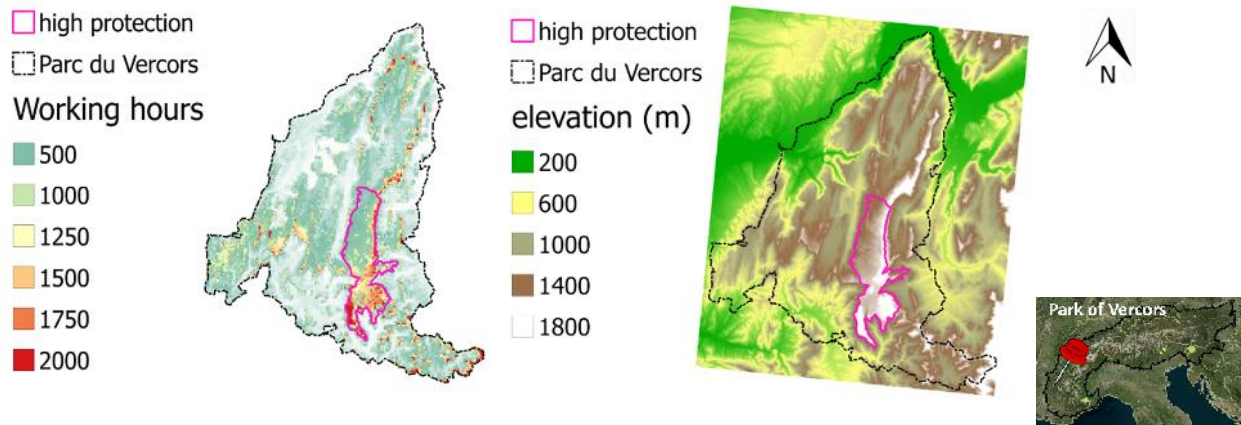 high protection
Parc du Vercors
Working hours
500
1000
1250
1500
1750
2000
high protection
Parc du Vercors
elevation (m)
200
600
1000
1400
1800
N
Park of Vercors